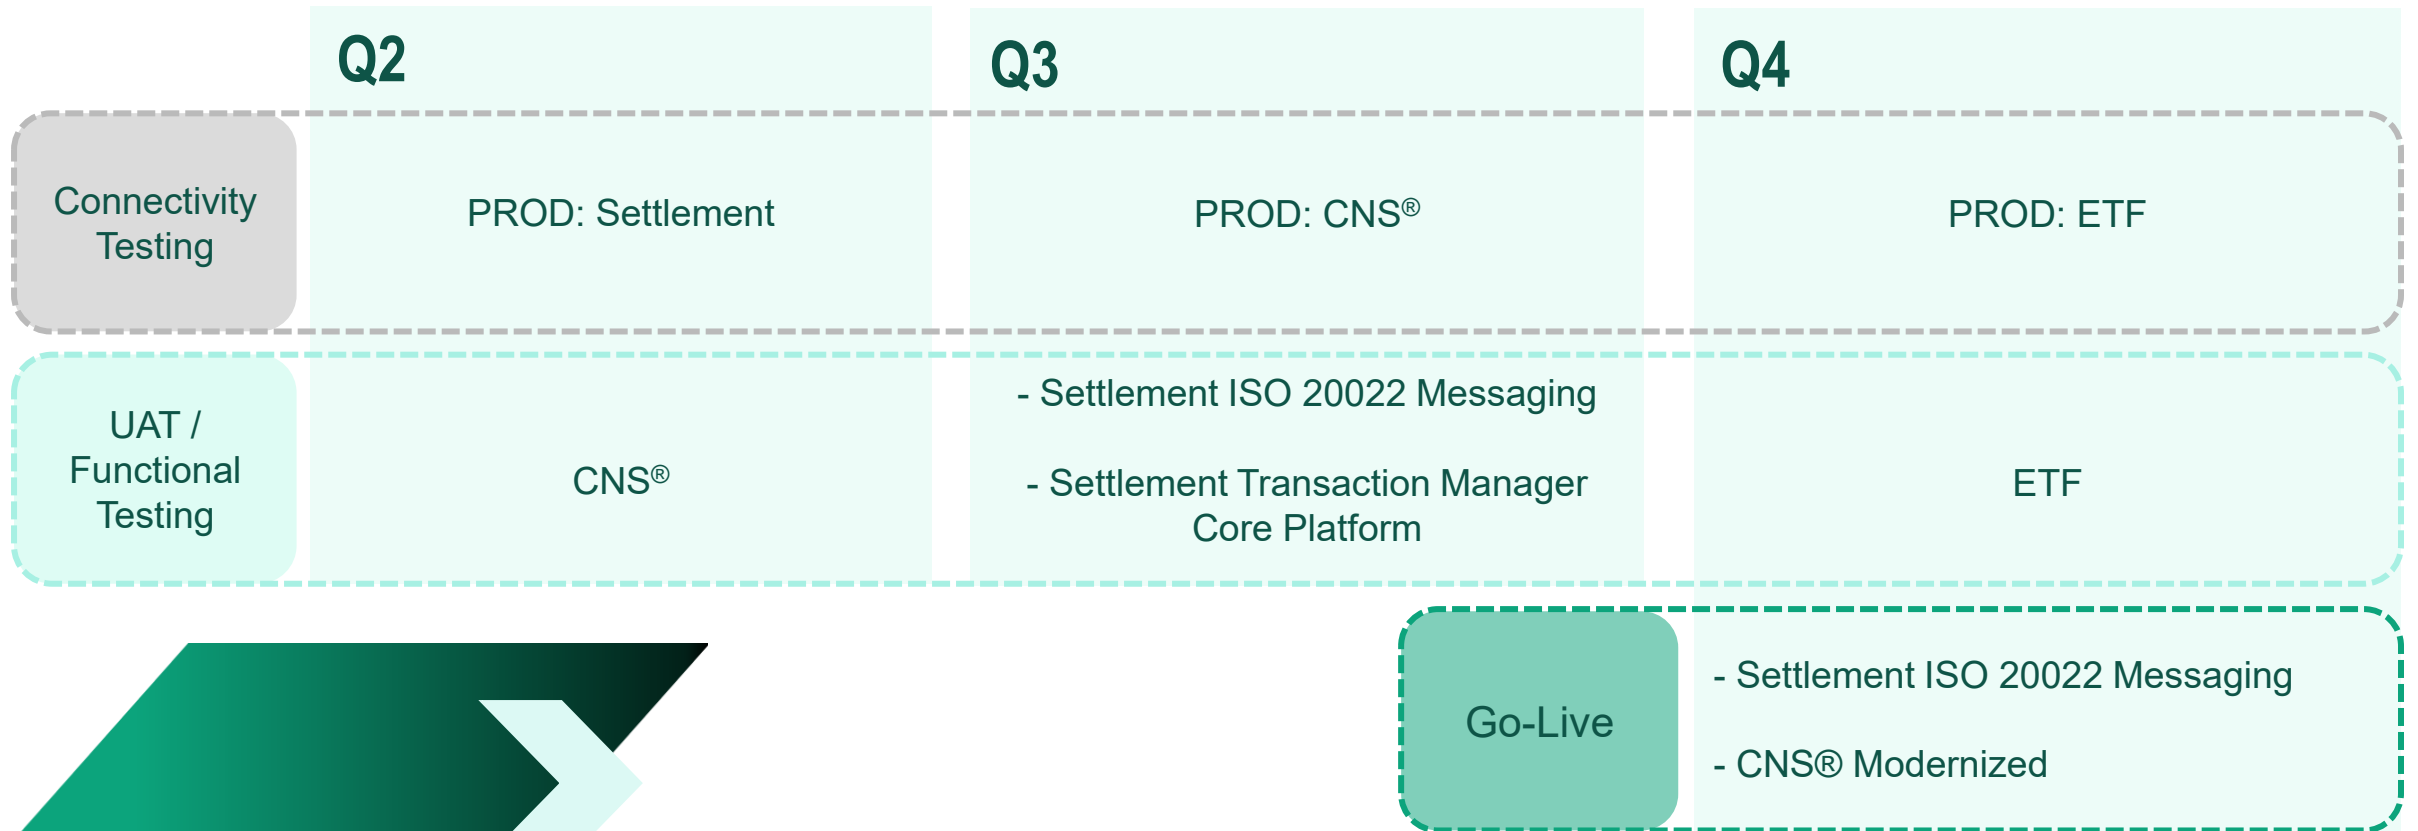 Q2
Q3
Q4
Connectivity
Testing
PROD: Settlement
PROD: CNS®
PROD: ETF
UAT /
Functional
Testing
CNS®
- Settlement ISO 20022 Messaging
- Settlement Transaction Manager
Core Platform
ETF
Go-Live
- Settlement ISO 20022 Messaging
- CNS® Modernized